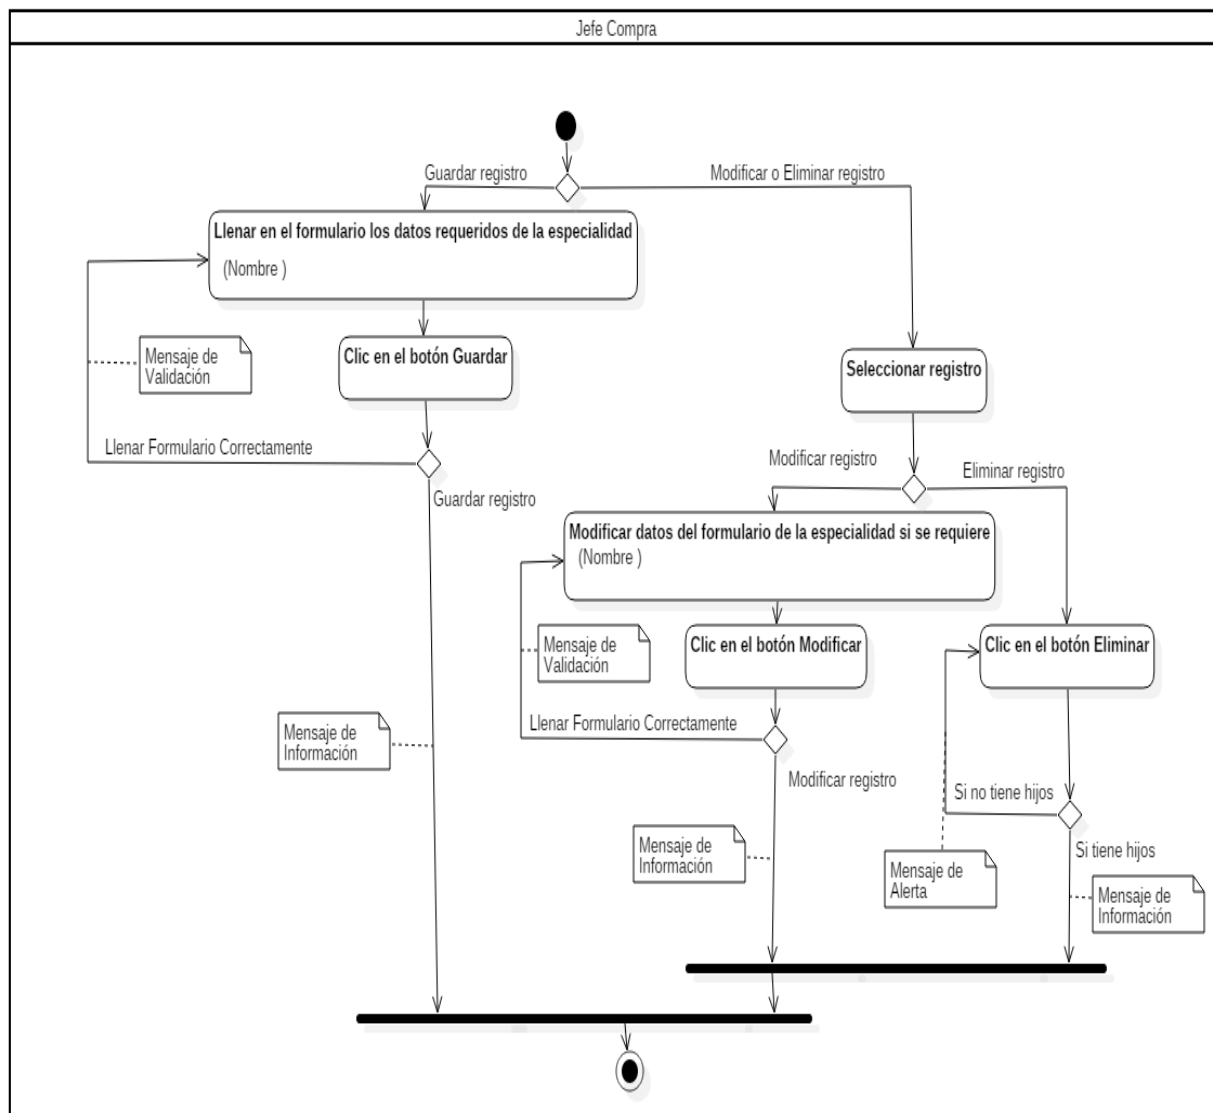 Jefe Compra
Guardar registro
Modificar o Eliminar registro
Llenar en el formulario los datos requeridos de la especialidad
(Nombre )
Mensaje de
Validación
Clic en el botón Guardar
Seleccionar registro
Llenar Formulario Correctamente
Guardar registro
Modificar registro
Eliminar registro
Modificar datos del formulario de la especialidad si se requiere
(Nombre )
Mensaje de
Validación
Clic en el botón Modificar
Clic en el botón Eliminar
Llenar Formulario Correctamente
Mensaje de
Información
Modificar registro
Si no tiene hijos
Mensaje de
Información
Si tiene hijos
Mensaje de
Alerta
Mensaje de
Información